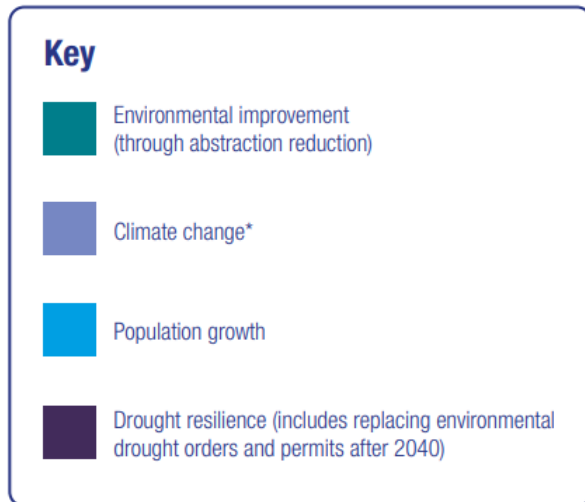 Key
Environmental improvement
(through abstraction reduction)
Climate change*
Population growth
Drought resilience (includes replacing environmental
drought orders and permits after 2040)